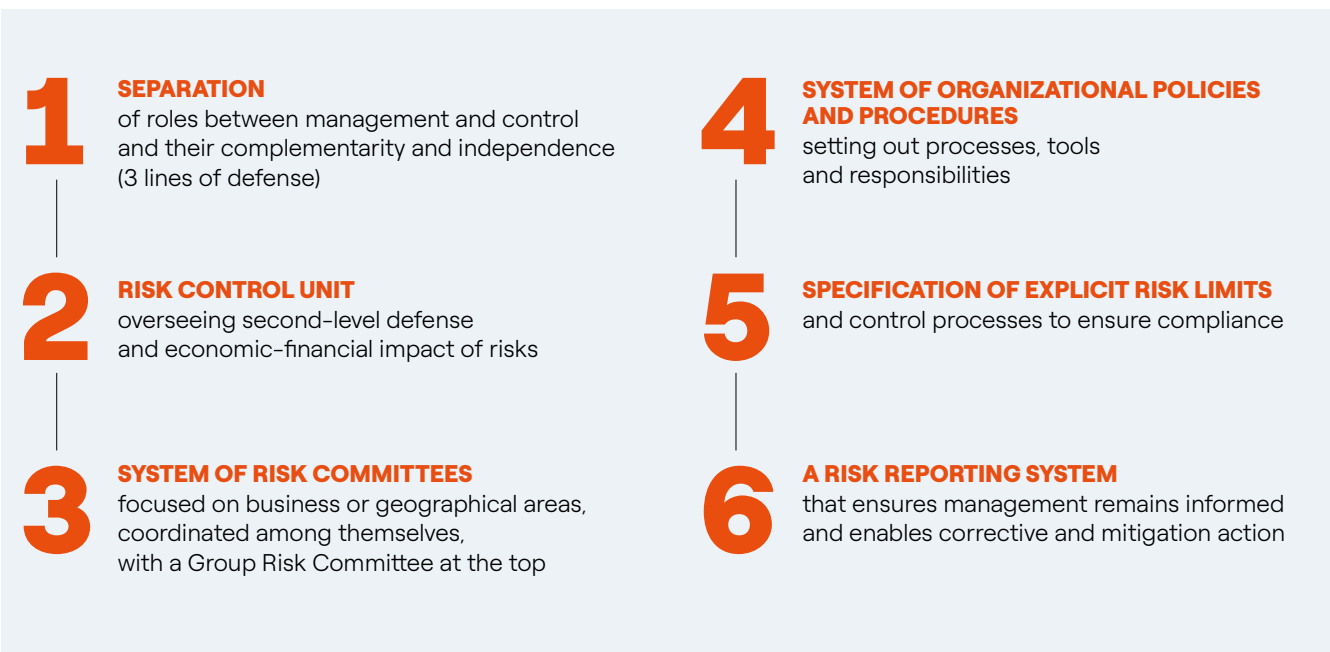 1
SEPARATION
of roles between management and control
and their complementarity and independence
(3 lines of defense)
2
RISK CONTROL UNIT
overseeing second-level defense
and economic-financial impact of risks
3
SYSTEM OF RISK COMMITTEES
focused on business or geographical areas,
coordinated among themselves,
with a Group Risk Committee at the top
4
SYSTEM OF ORGANIZATIONAL POLICIES
AND PROCEDURES
setting out processes, tools
and responsibilities
5
SPECIFICATION OF EXPLICIT RISK LIMITS
and control processes to ensure compliance
6
A RISK REPORTING SYSTEM
that ensures management remains informed
and enables corrective and mitigation action